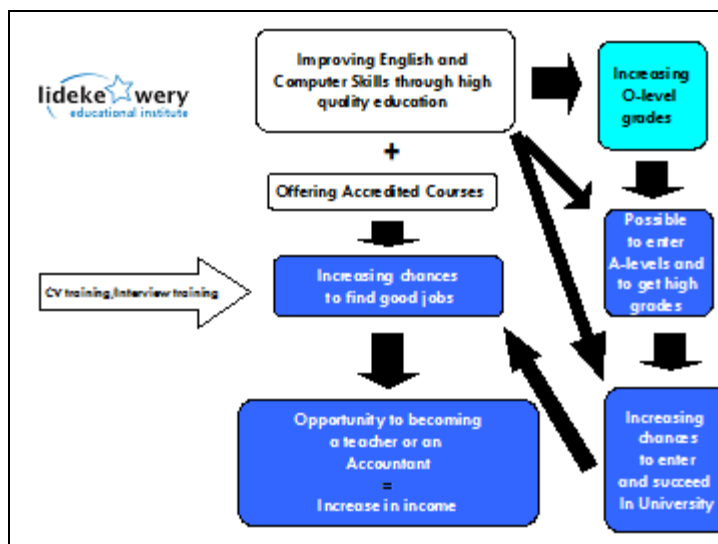 lideke wery
educational institute
Improving English and
Computer Skills through high
quality education
+
Offering Accredited Courses
CV training/Interview training
Increasing chances
to find good jobs
Opportunity to becoming
a teacher or an
Accountant
=
Increase in income
Increasing
O-level
grades
Possible
to enter
A-levels and
to get high
grades
Increasing
chances
to enter
and succeed
In University